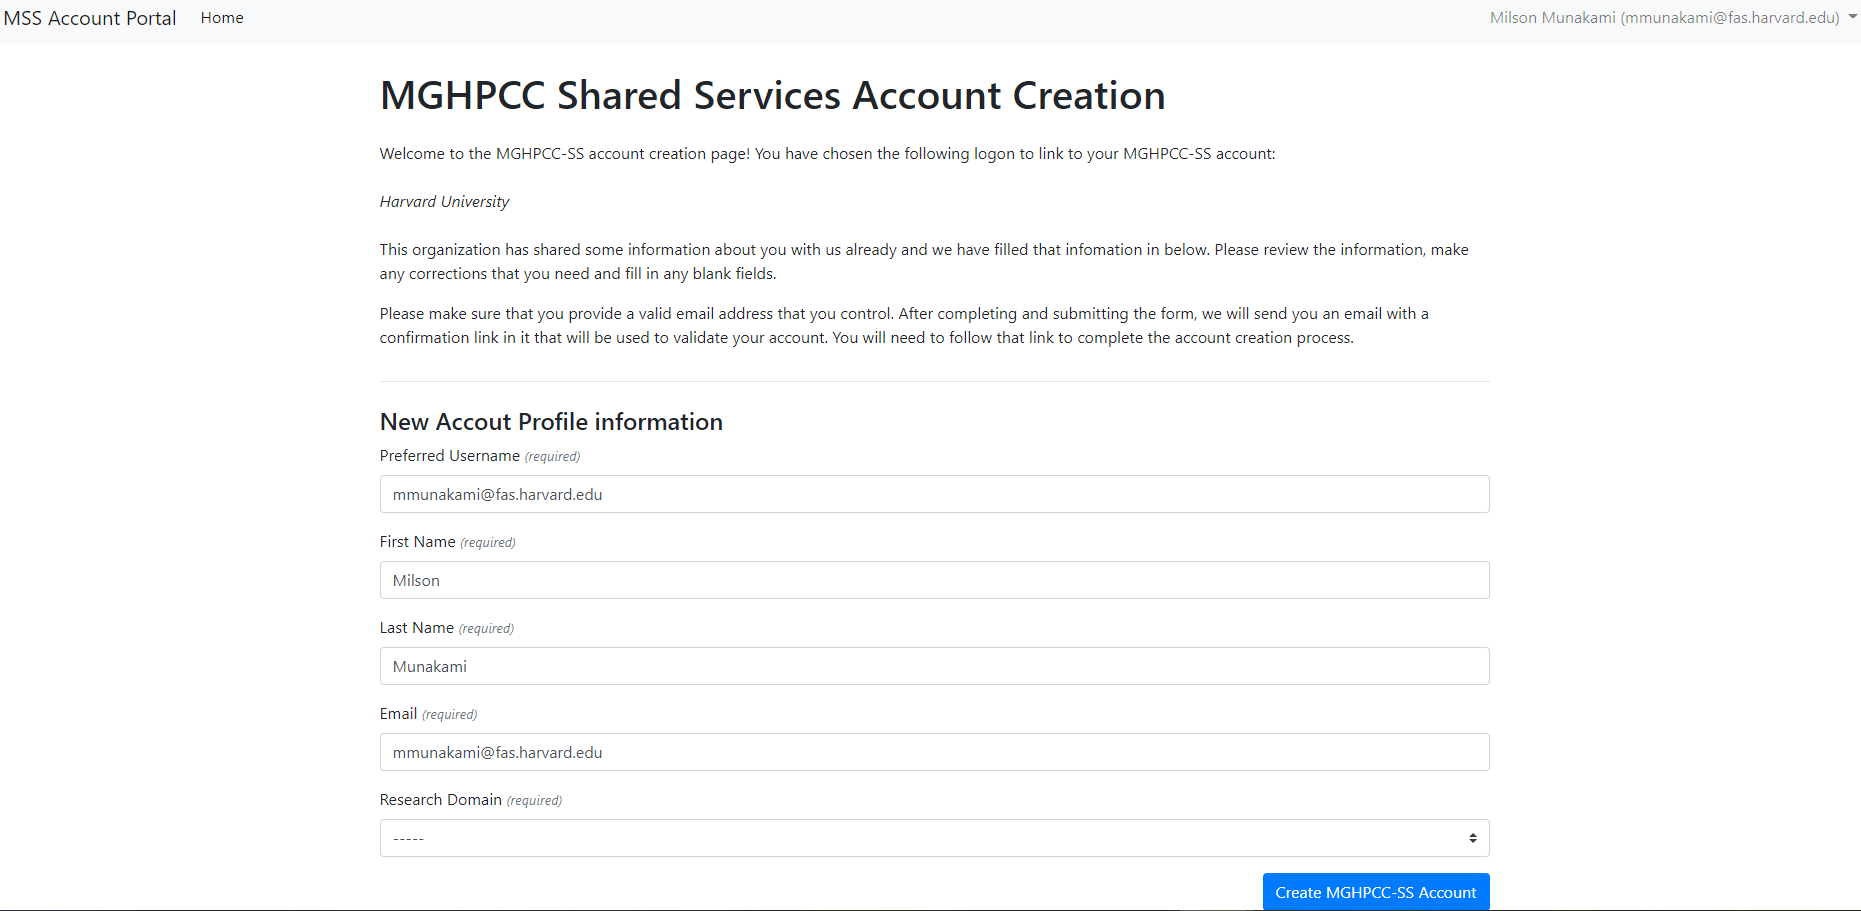 MSS Account Portal Home Milson Munakami (mmunakami@fas.harvard.edu)
MGHPCC Shared Services Account Creation
Welcome to the MGHPCC-SS account creation page! You have chosen the following logon to link to your MGHPCC-SS account:
Harvard University
This organization has shared some information about you with us already and we have filled that infomation in below. Please review the information, make
any corrections that you need and fill in any blank fields.
Please make sure that you provide a valid email address that you control. After completing and submitting the form, we will send you an email with a
confirmation link in it that will be used to validate your account. You will need to follow that link to complete the account creation process.
New Accout Profile information
Preferred Username (required)
mmunakami@fas.harvard.edu
First Name (required)
Milson
Last Name (required)
Munakami
Email (required)
mmunakami@fas.harvard.edu
Research Domain (required)
-----
Create MGHPCC-SS Account